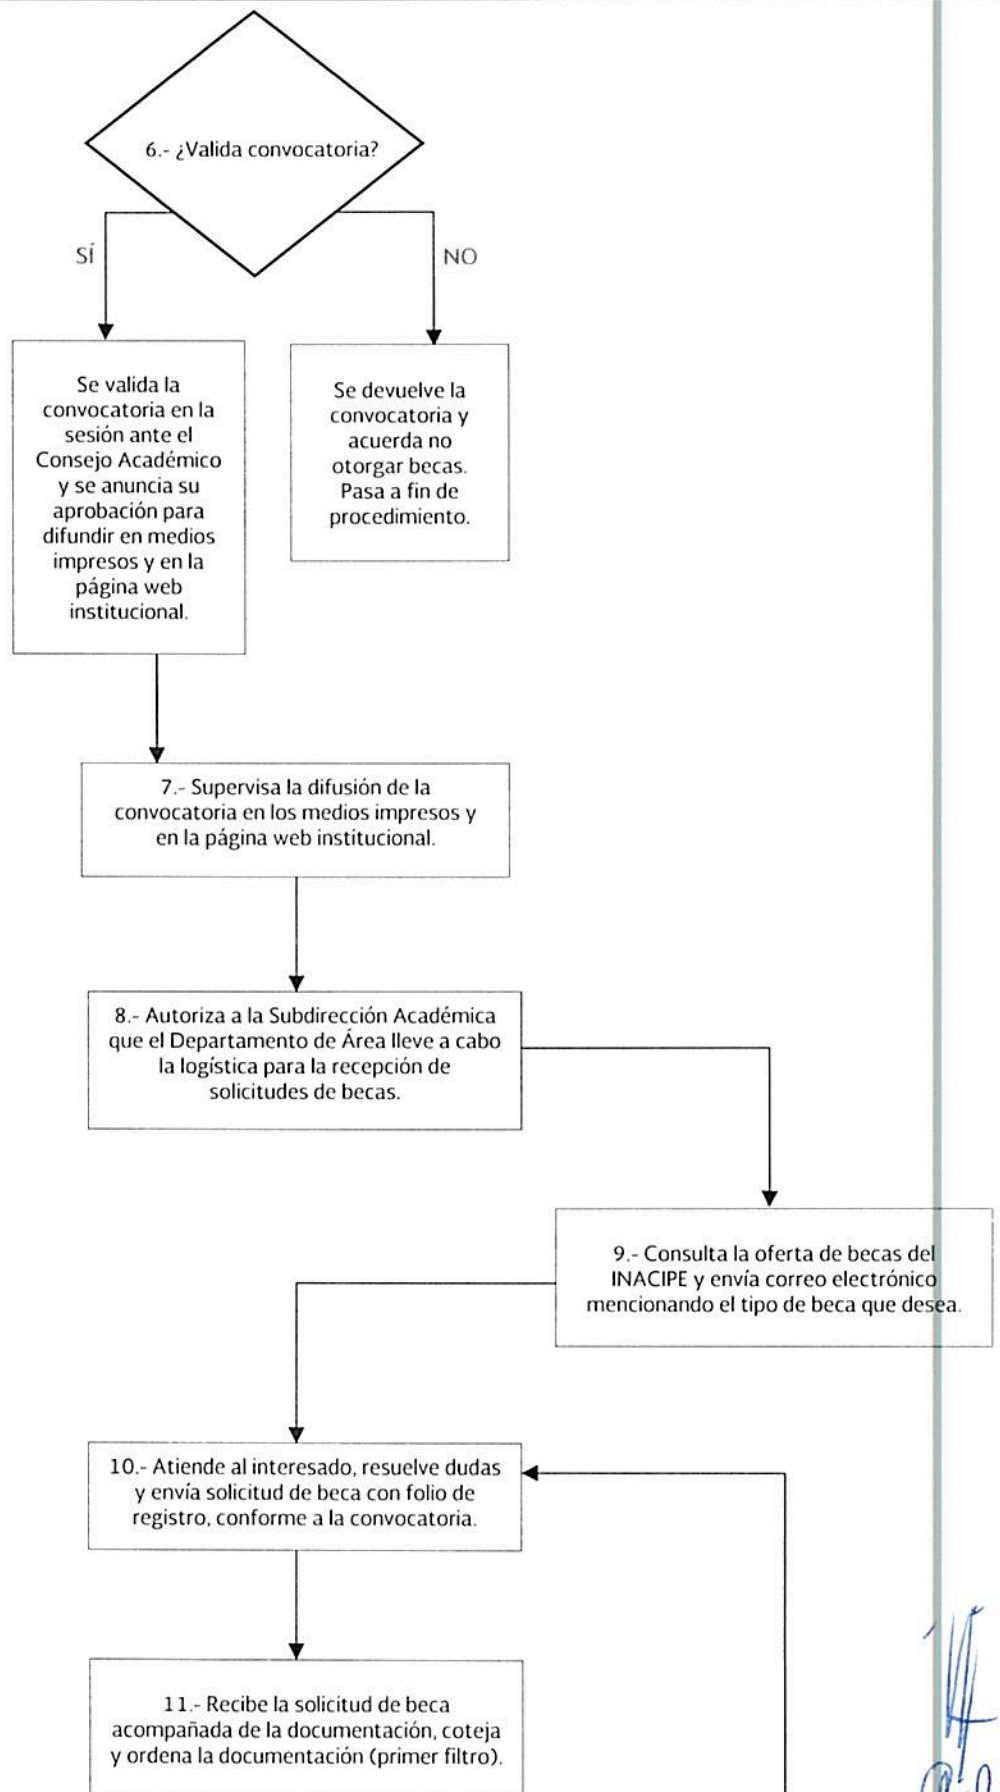 6.- ¿Valida convocatoria?
SÍ
NO
Se valida la
convocatoria en la
sesión ante el
Consejo Académico
y se anuncia su
aprobación para
difundir en medios
impresos y en la
página web
institucional.
Se devuelve la
convocatoria y
acuerda no
otorgar becas.
Pasa a fin de
procedimiento.
7.- Supervisa la difusión de la
convocatoria en los medios impresos y
en la página web institucional.
8.- Autoriza a la Subdirección Académica
que el Departamento de Área lleve a cabo
la logística para la recepción de
solicitudes de becas.
9.- Consulta la oferta de becas del
INACIPE y envía correo electrónico
mencionando el tipo de beca que desea.
10.- Atiende al interesado, resuelve dudas
y envía solicitud de beca con folio de
registro, conforme a la convocatoria.
11.- Recibe la solicitud de beca
acompañada de la documentación, coteja
y ordena la documentación (primer filtro).